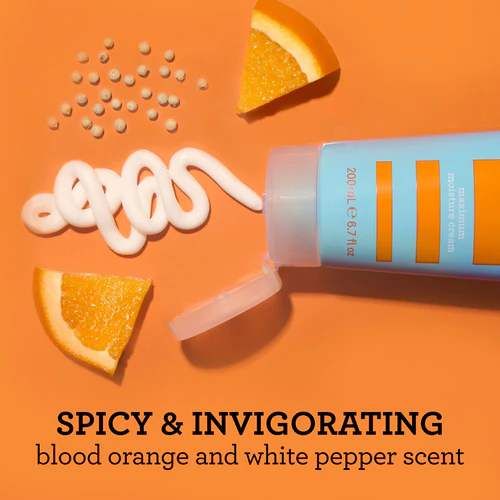 200 mL ℮ 6.7 fl oz
maximum
moisture cream
SPICY & INVIGORATING
blood orange and white pepper scent